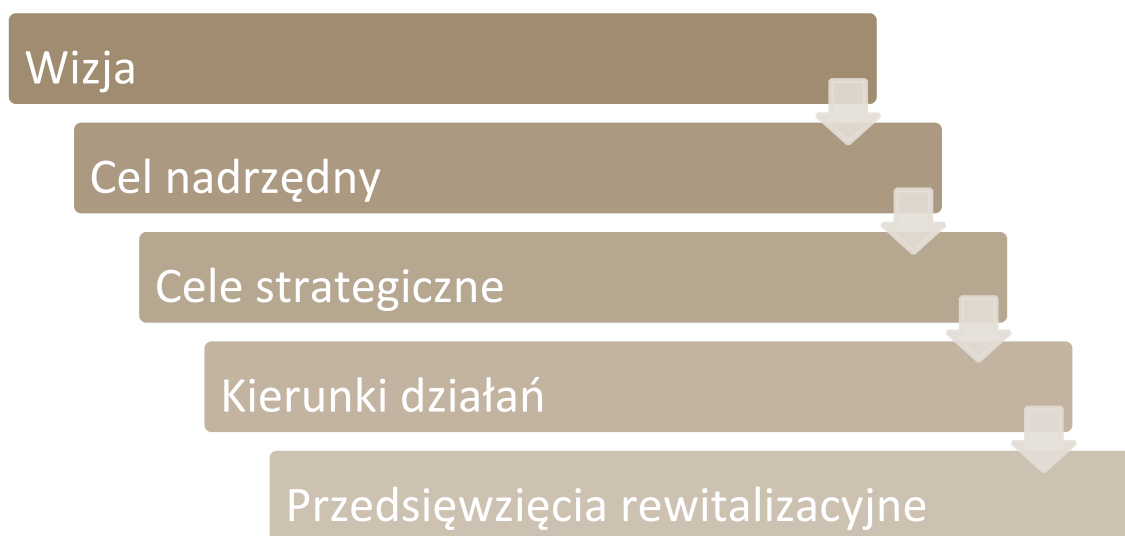 Wizja
Cel nadrzędny
Cele strategiczne
Kierunki działań
Przedsięwzięcia rewitalizacyjne